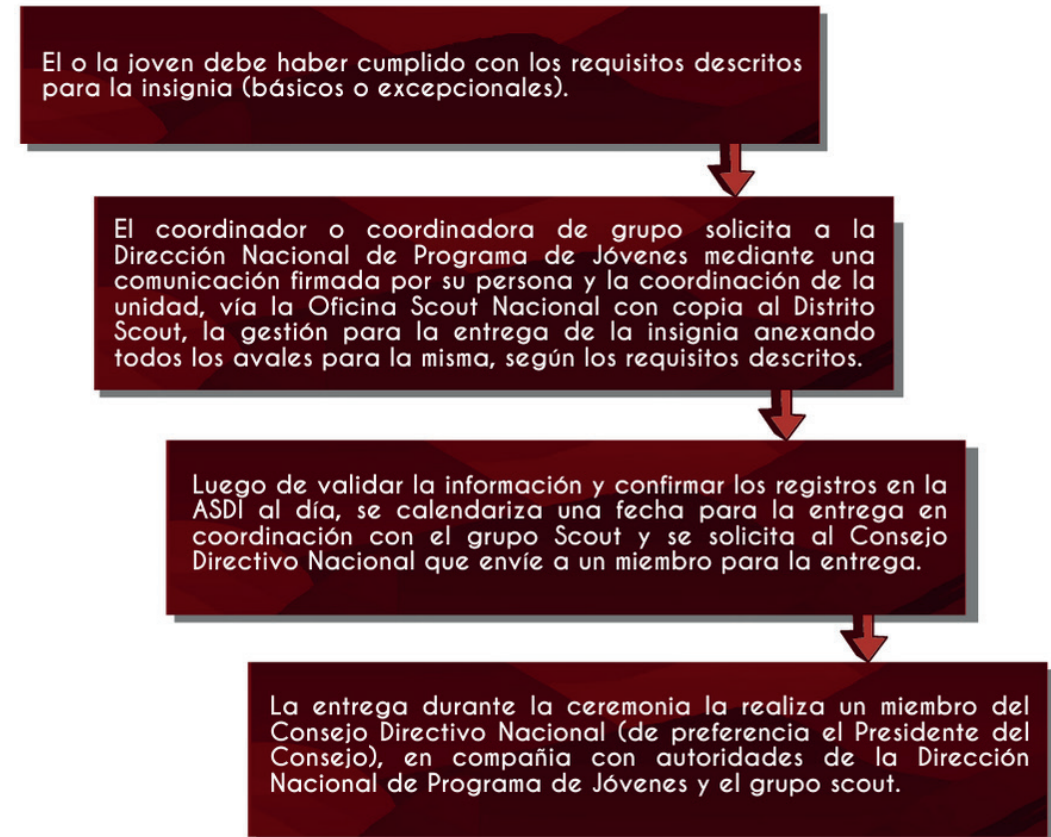 El o la joven debe haber cumplido con los requisitos descritos
para la insignia (básicos o excepcionales).
El coordinador o coordinadora de grupo solicita a la
Dirección Nacional de Programa de Jóvenes mediante una
comunicación firmada por su persona y la coordinación de la
unidad, vía la Oficina Scout Nacional con copia al Distrito
Scout, la gestión para la entrega de la insignia anexando
todos los avales para la misma, según los requisitos descritos.
Luego de validar la información y confirmar los registros en la
ASDI al día, se calendariza una fecha para la entrega en
coordinación con el grupo Scout y se solicita al Consejo
Directivo Nacional que envíe a un miembro para la entrega.
La entrega durante la ceremonia la realiza un miembro del
Consejo Directivo Nacional (de preferencia el Presidente del
Consejo), en compañia con autoridades de la Dirección
Nacional de Programa de Jóvenes y el grupo scout.